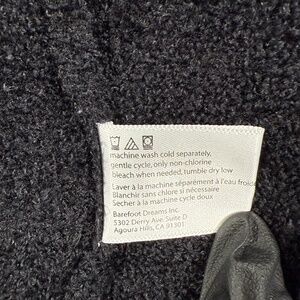 machine wash cold separately,
gentle cycle, only non-chlorine
bleach when needed, tumble dry low
Laver à la machine séparément à l'eau froide
Blanchir sans chlore si nécessaire
Sécher à la machine cycle doux
Barefoot Dreams Inc.
5302 Derry Ave. Suite D
Agoura Hills, CA 91301